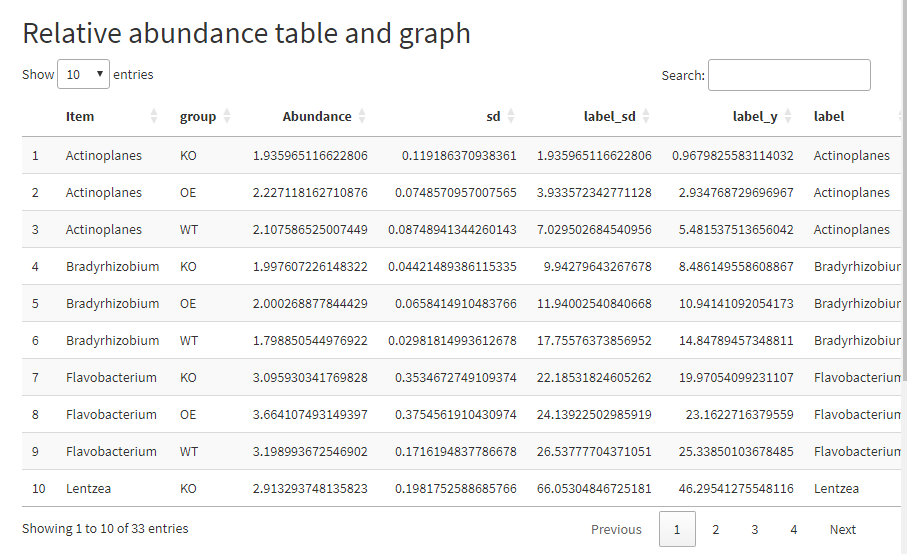 Relative abundance table and graph
Show 10 entries Search:
Item group Abundance sd label_sd label_y label
1 Actinoplanes KO 1.935965116622806 0.119186370938361 1.935965116622806 0.9679825583114032 Actinoplanes
2 Actinoplanes OE 2.227118162710876 0.0748570957007565 3.933572342771128 2.934768729696967 Actinoplanes
3 Actinoplanes WT 2.107586525007449 0.08748941344260143 7.029502684540956 5.481537513656042 Actinoplanes
4 Bradyrhizobium KO 1.997607226148322 0.04421489386115335 9.94279643267678 8.486149558608867 Bradyrhizobiur
5 Bradyrhizobium OE 2.000268877844429 0.0658414910483766 11.94002540840668 10.94141092054173 Bradyrhizobiur
6 Bradyrhizobium WT 1.798850544976922 0.02981814993612678 17.75576373856952 14.84789457348811 Bradyrhizobiur
7 Flavobacterium KO 3.095930341769828 0.3534672749109374 22.18531824605262 19.97054099231107 Flavobacteriun
8 Flavobacterium OE 3.664107493149397 0.3754561910430974 24.13922502985919 23.1622716379559 Flavobacteriun
9 Flavobacterium WT 3.198993672546902 0.1716194837786678 26.53777704371051 25.33850103678485 Flavobacteriun
10 Lentzea KO 2.913293748135823 0.1981752588685766 66.05304846725181 46.29541275548116 Lentzea
Showing 1 to 10 of 33 entries Previous 1 2 3 4 Next